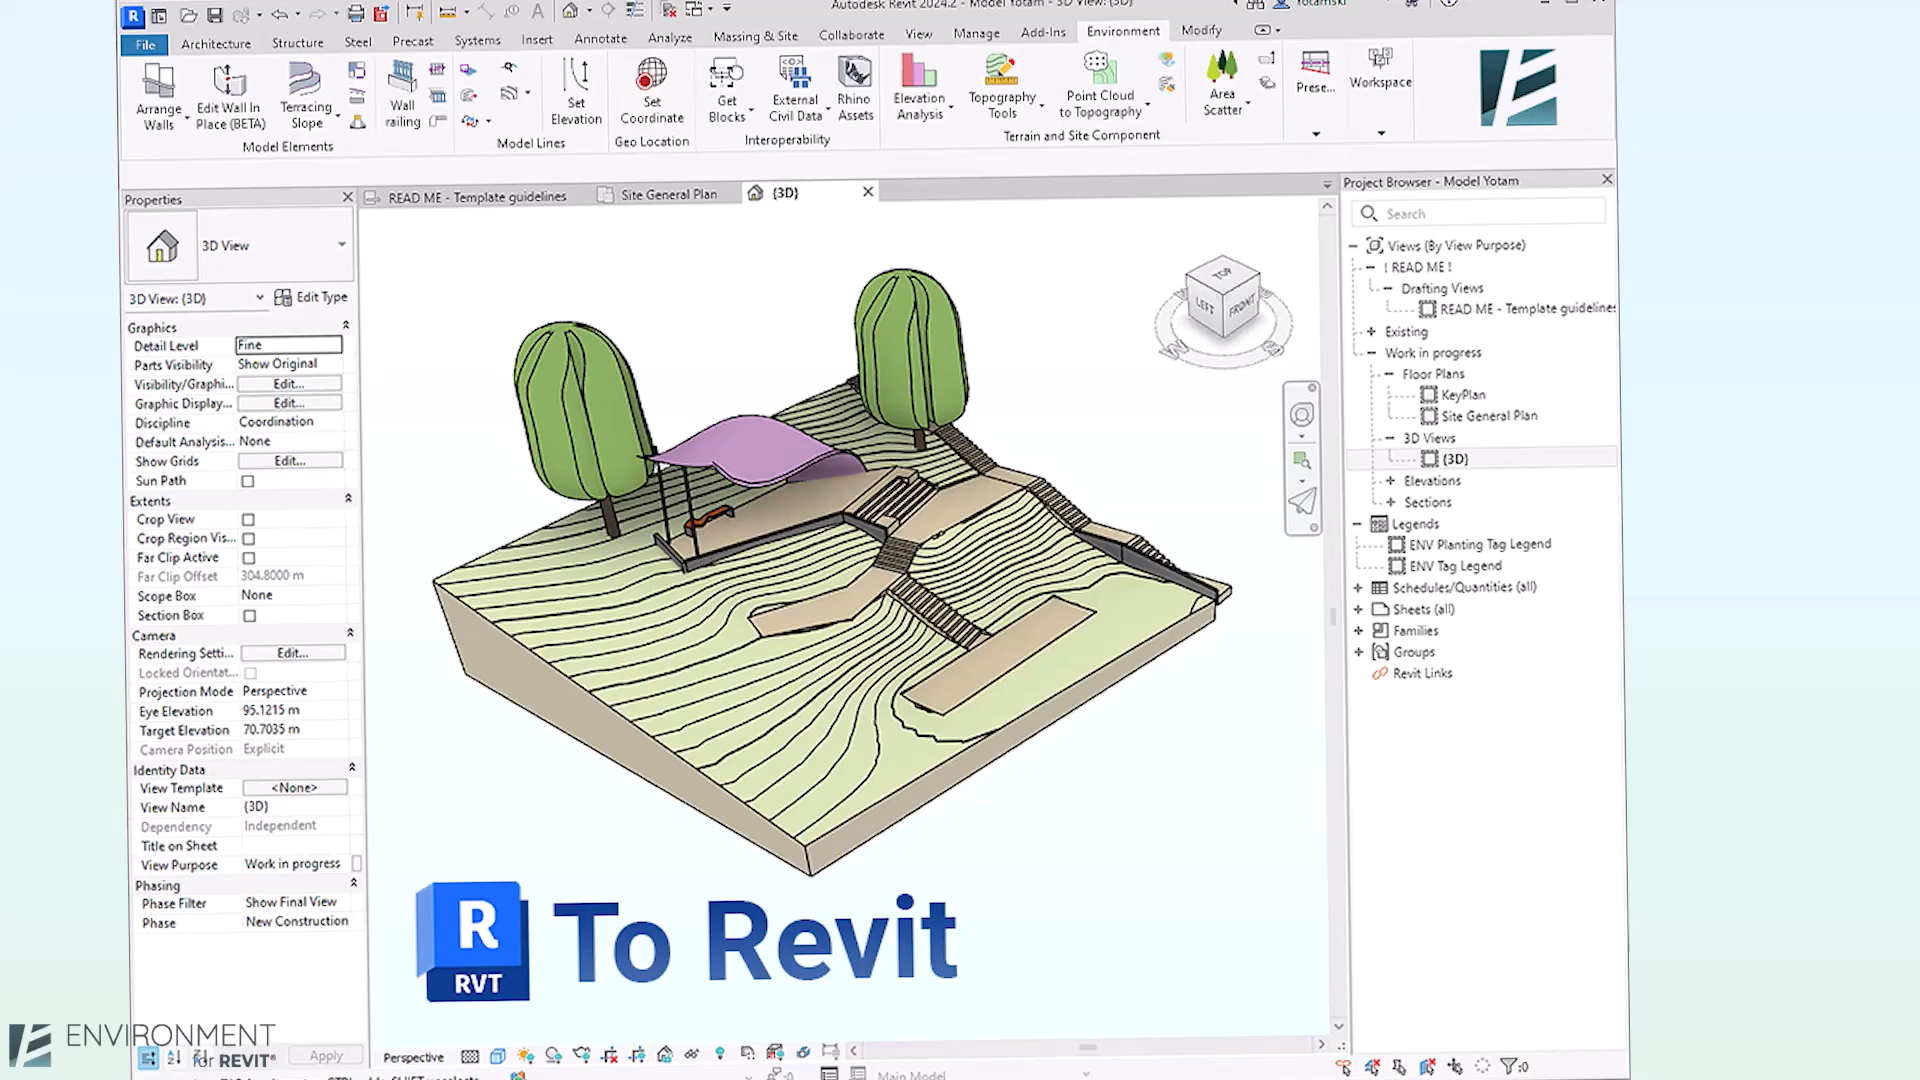 Autodesk Revit 2024.2 - Model Yotam - 3D View: {3D}
File Architecture Structure Steel Precast Systems Insert Annotate Analyze Massing & Site Collaborate View Manage Add-Ins Environment Modify
Arrange Walls
Edit Wall In Place (BETA)
Terracing Slope
Wall railing
Set Elevation
Set Coordinate
Get Blocks
External Civil Data
Rhino Assets
Elevation Analysis
Topography Tools
Point Cloud to Topography
Area Scatter
Prese...
Workspace
Model Elements
Model Lines
Geo Location
Interoperability
Terrain and Site Component
Properties
READ ME - Template guidelines
Site General Plan
{3D}
Project Browser - Model Yotam
3D View
3D View: {3D}
Edit Type
Graphics
Detail Level Fine
Parts Visibility Show Original
Visibility/Graphi... Edit...
Graphic Display... Edit...
Discipline Coordination
Default Analysis... None
Show Grids Edit...
Sun Path
Extents
Crop View
Crop Region Vis...
Far Clip Active
Far Clip Offset 304.8000 m
Scope Box None
Section Box
Camera
Rendering Setti... Edit...
Locked Orientat...
Projection Mode Perspective
Eye Elevation 95.1215 m
Target Elevation 70.7035 m
Camera Position Explicit
Identity Data
View Template <None>
View Name {3D}
Dependency Independent
Title on Sheet
View Purpose Work in progress
Phasing
Phase Filter Show Final View
Phase New Construction
Apply
TOP
LEFT
FRONT
W
S
Search
Views (By View Purpose)
! READ ME !
Drafting Views
READ ME - Template guidelines
Existing
Work in progress
Floor Plans
KeyPlan
Site General Plan
3D Views
{3D}
Elevations
Sections
Legends
ENV Planting Tag Legend
ENV Tag Legend
Schedules/Quantities (all)
Sheets (all)
Families
Groups
Revit Links
R
RVT
To Revit
ENVIRONMENT
for REVIT®
Perspective
Main Model
:0